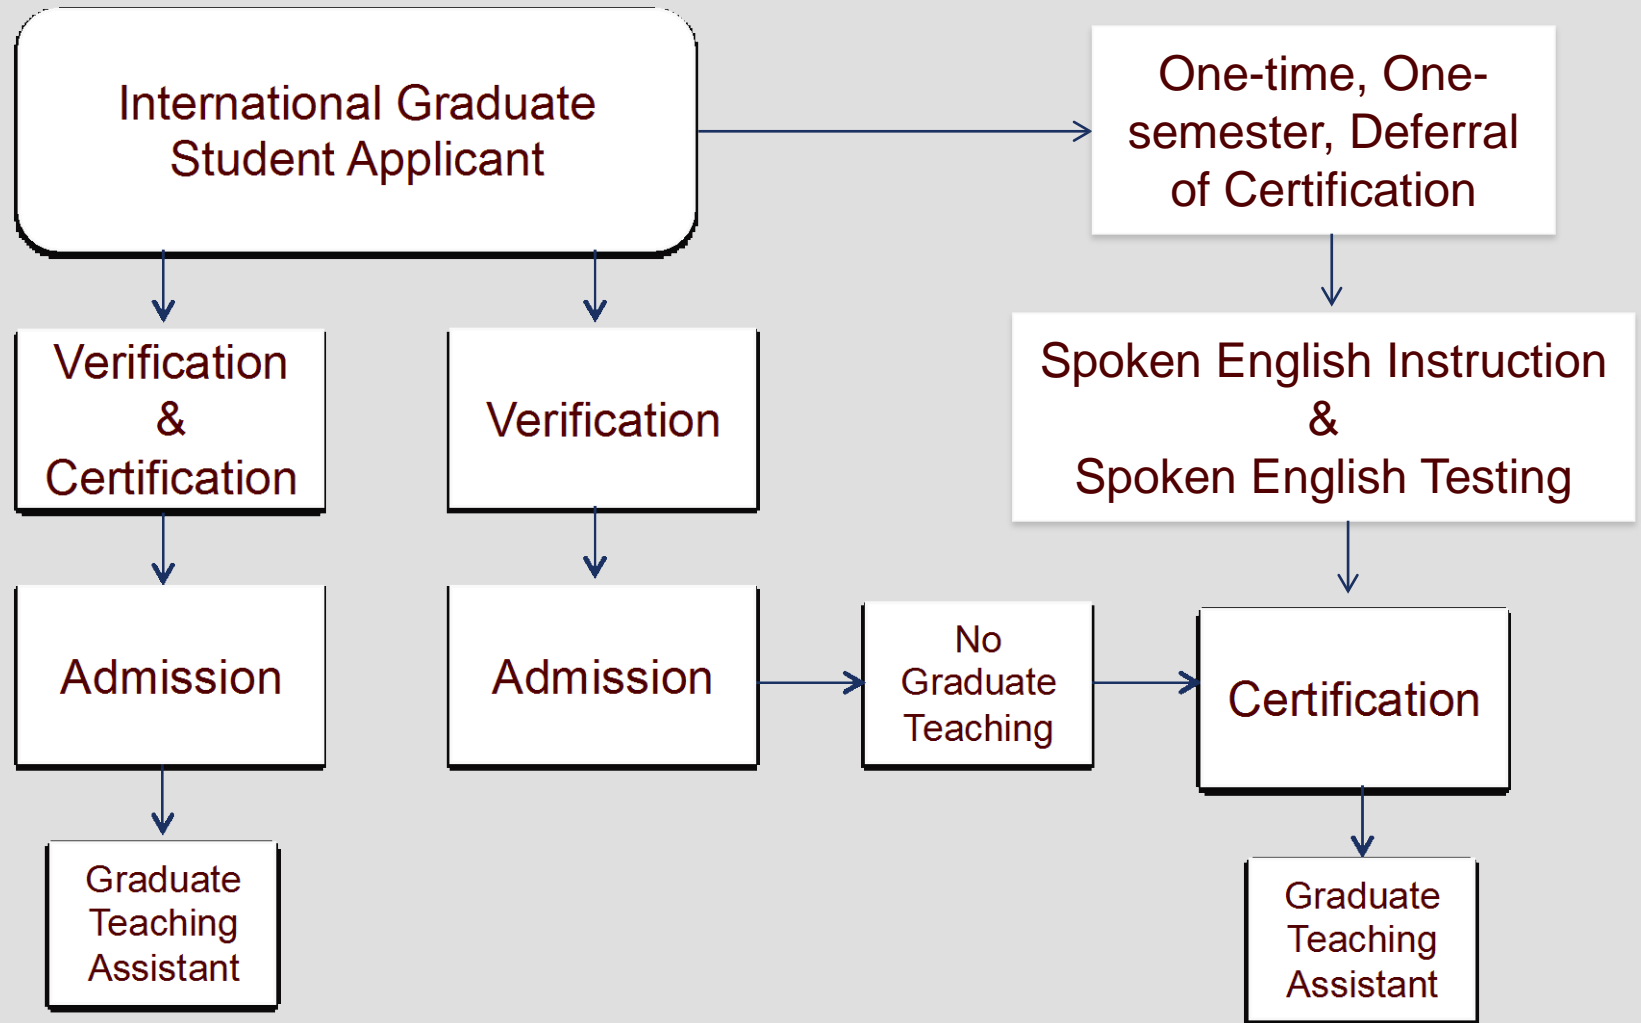 International Graduate
Student Applicant
One-time, One-
semester, Deferral
of Certification
Verification
&
Certification
Verification
Spoken English Instruction
&
Spoken English Testing
Admission
Admission
No
Graduate
Teaching
Certification
Graduate
Teaching
Assistant
Graduate
Teaching
Assistant